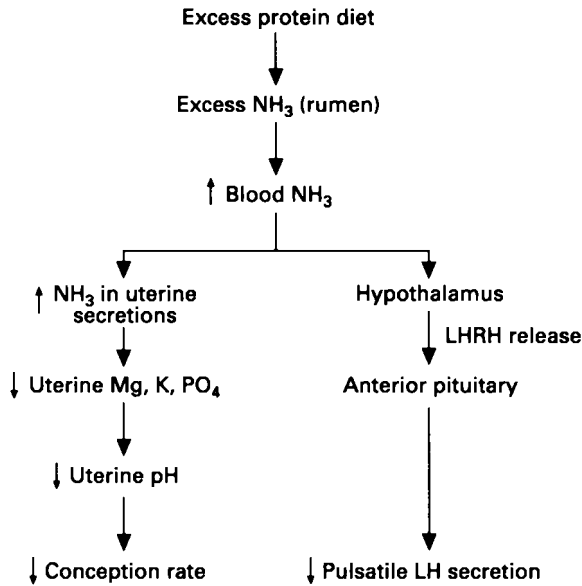 Excess protein diet
Excess NH₃ (rumen)
↑ Blood NH₃
↑ NH₃ in uterine
secretions
Hypothalamus
LHRH release
↓ Uterine Mg, K, PO₄
Anterior pituitary
↓ Uterine pH
↓ Conception rate
↓ Pulsatile LH secretion